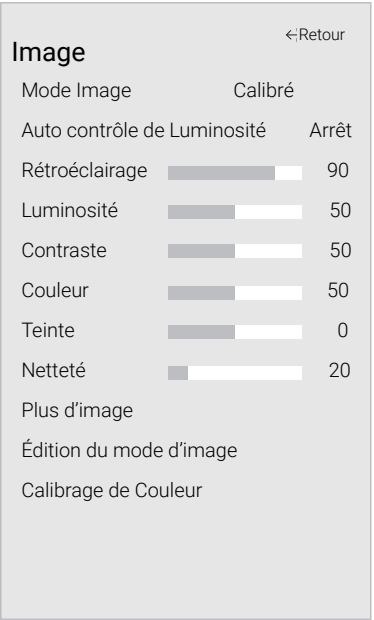 ←Retour
Image
Mode Image Calibré
Auto contrôle de Luminosité Arrêt
Rétroéclairage 90
Luminosité 50
Contraste 50
Couleur 50
Teinte 0
Netteté 20
Plus d’image
Édition du mode d’image
Calibrage de Couleur